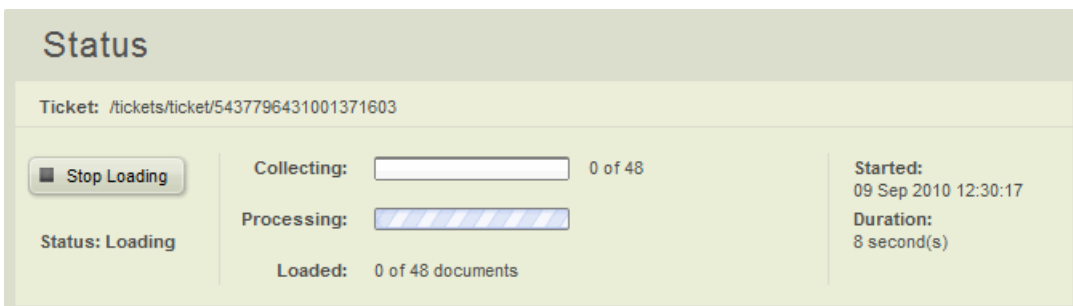 Status
Ticket: /tickets/ticket/5437796431001371603
Stop Loading
Status: Loading
Collecting: 0 of 48
Processing:
Loaded: 0 of 48 documents
Started:
09 Sep 2010 12:30:17
Duration:
8 second(s)